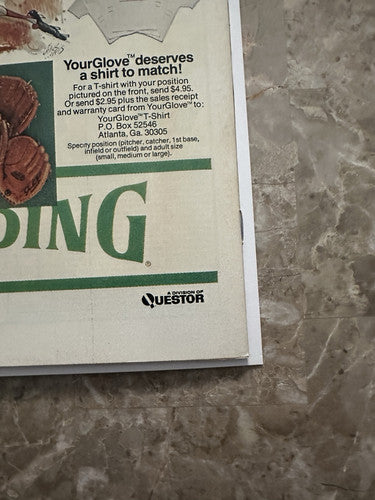 YourGlove™ deserves
a shirt to match!
For a T-shirt with your position
pictured on the front, send $4.95.
Or send $2.95 plus the sales receipt
and warranty card from YourGlove™ to:
YourGlove™ T-Shirt
P.O. Box 52546
Atlanta, Ga. 30305
Specify position (pitcher, catcher, 1st base,
infield or outfield) and adult size
(small, medium or large).
DING®
A DIVISION OF
QUESTOR